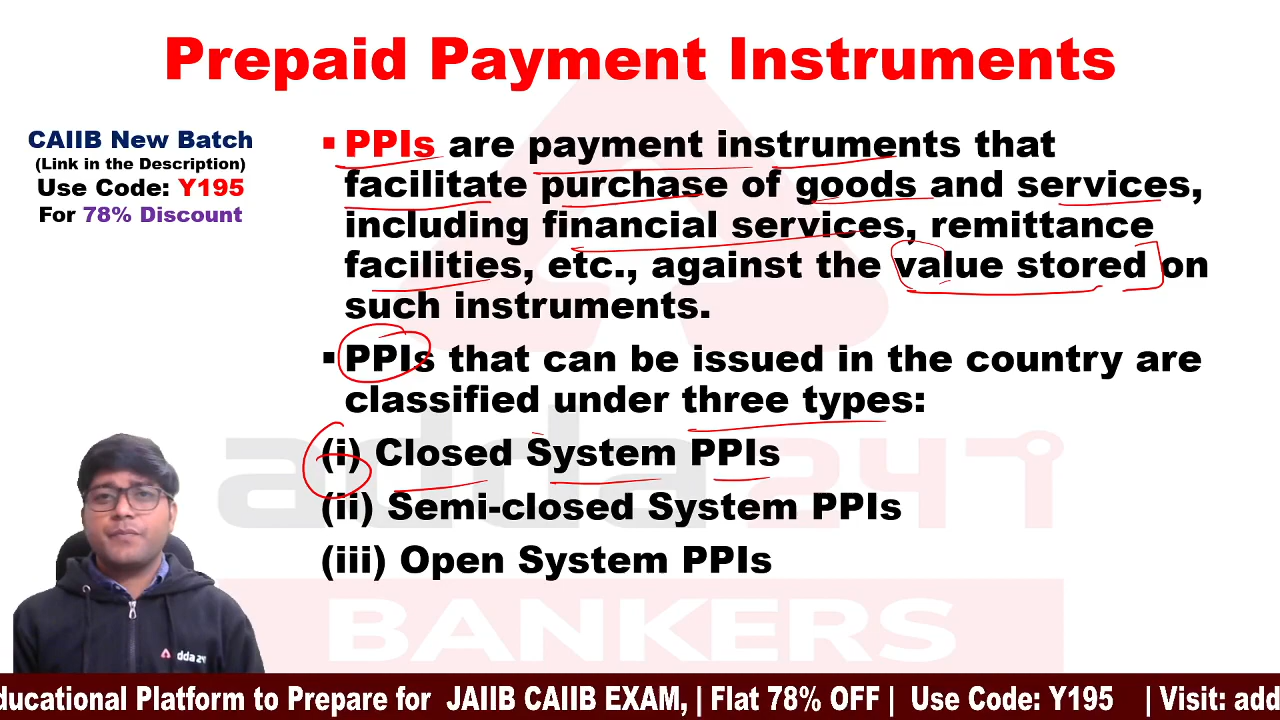 Prepaid Payment Instruments
CAIIB New Batch
(Link in the Description)
Use Code: Y195
For 78% Discount
▪ PPIs are payment instruments that
facilitate purchase of goods and services,
including financial services, remittance
facilities, etc., against the value stored on
such instruments.
▪ PPIs that can be issued in the country are
classified under three types:
(i) Closed System PPIs
(ii) Semi-closed System PPIs
(iii) Open System PPIs
adda247
BANKERS
adda247
ducational Platform to Prepare for JAIIB CAIIB EXAM, | Flat 78% OFF | Use Code: Y195 | Visit: add